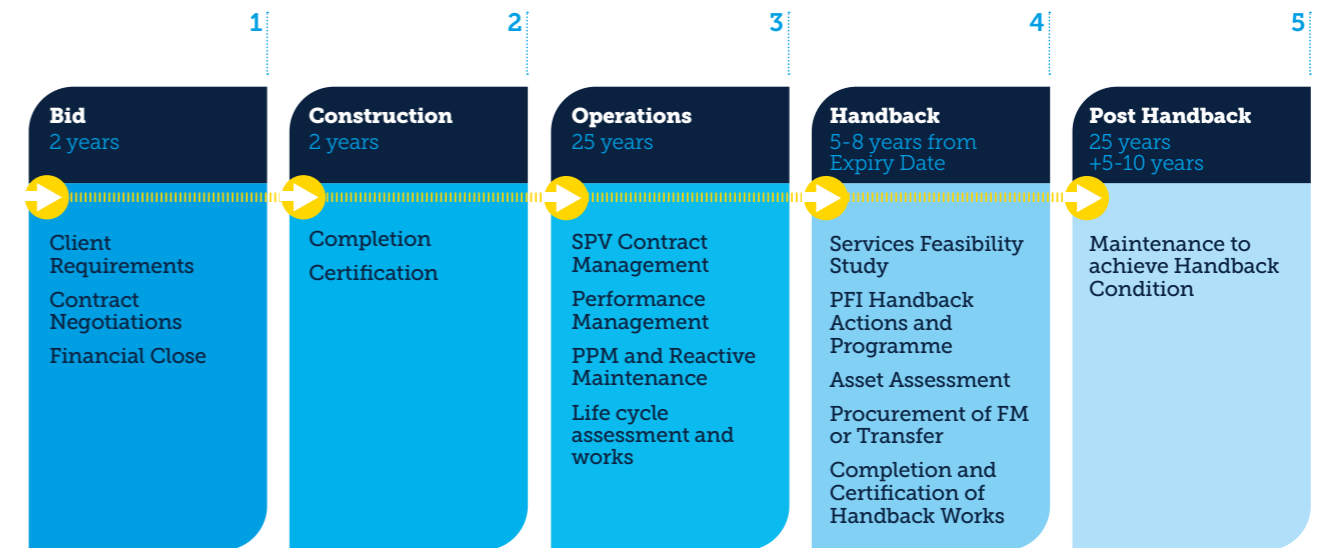 1
2
3
4
5
Bid
2 years
Client
Requirements
Contract
Negotiations
Financial Close
Construction
2 years
Completion
Certification
Operations
25 years
SPV Contract
Management
Performance
Management
PPM and Reactive
Maintenance
Life cycle
assessment and
works
Handback
5-8 years from
Expiry Date
Services Feasibility
Study
PFI Handback
Actions and
Programme
Asset Assessment
Procurement of FM
or Transfer
Completion and
Certification of
Handback Works
Post Handback
25 years
+5-10 years
Maintenance to
achieve Handback
Condition